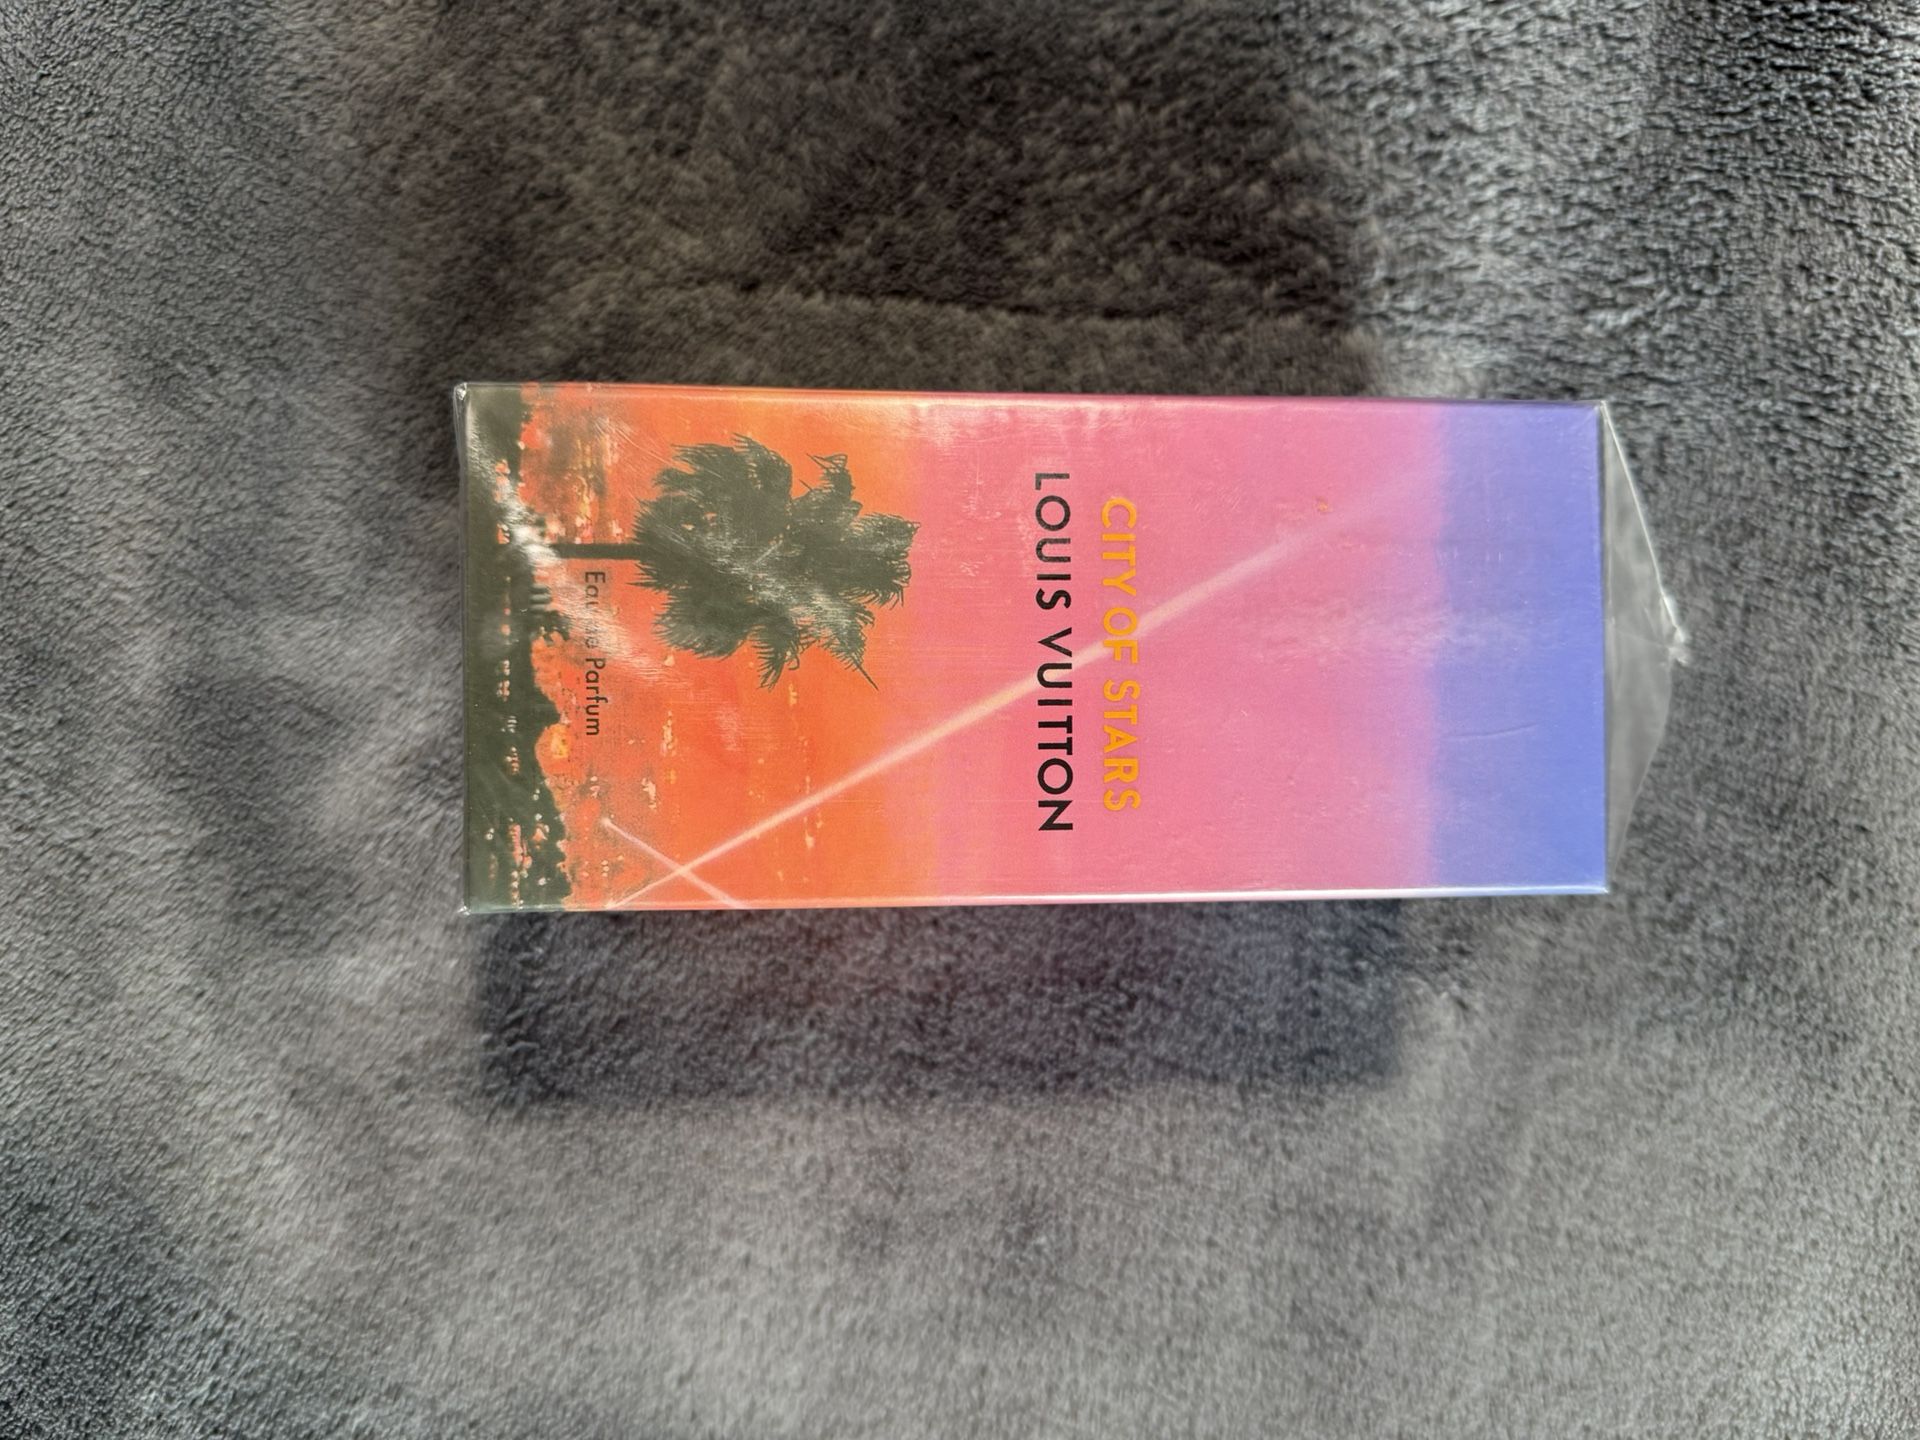 CITY OF STARS
LOUIS VUITTON
Eau de Parfum